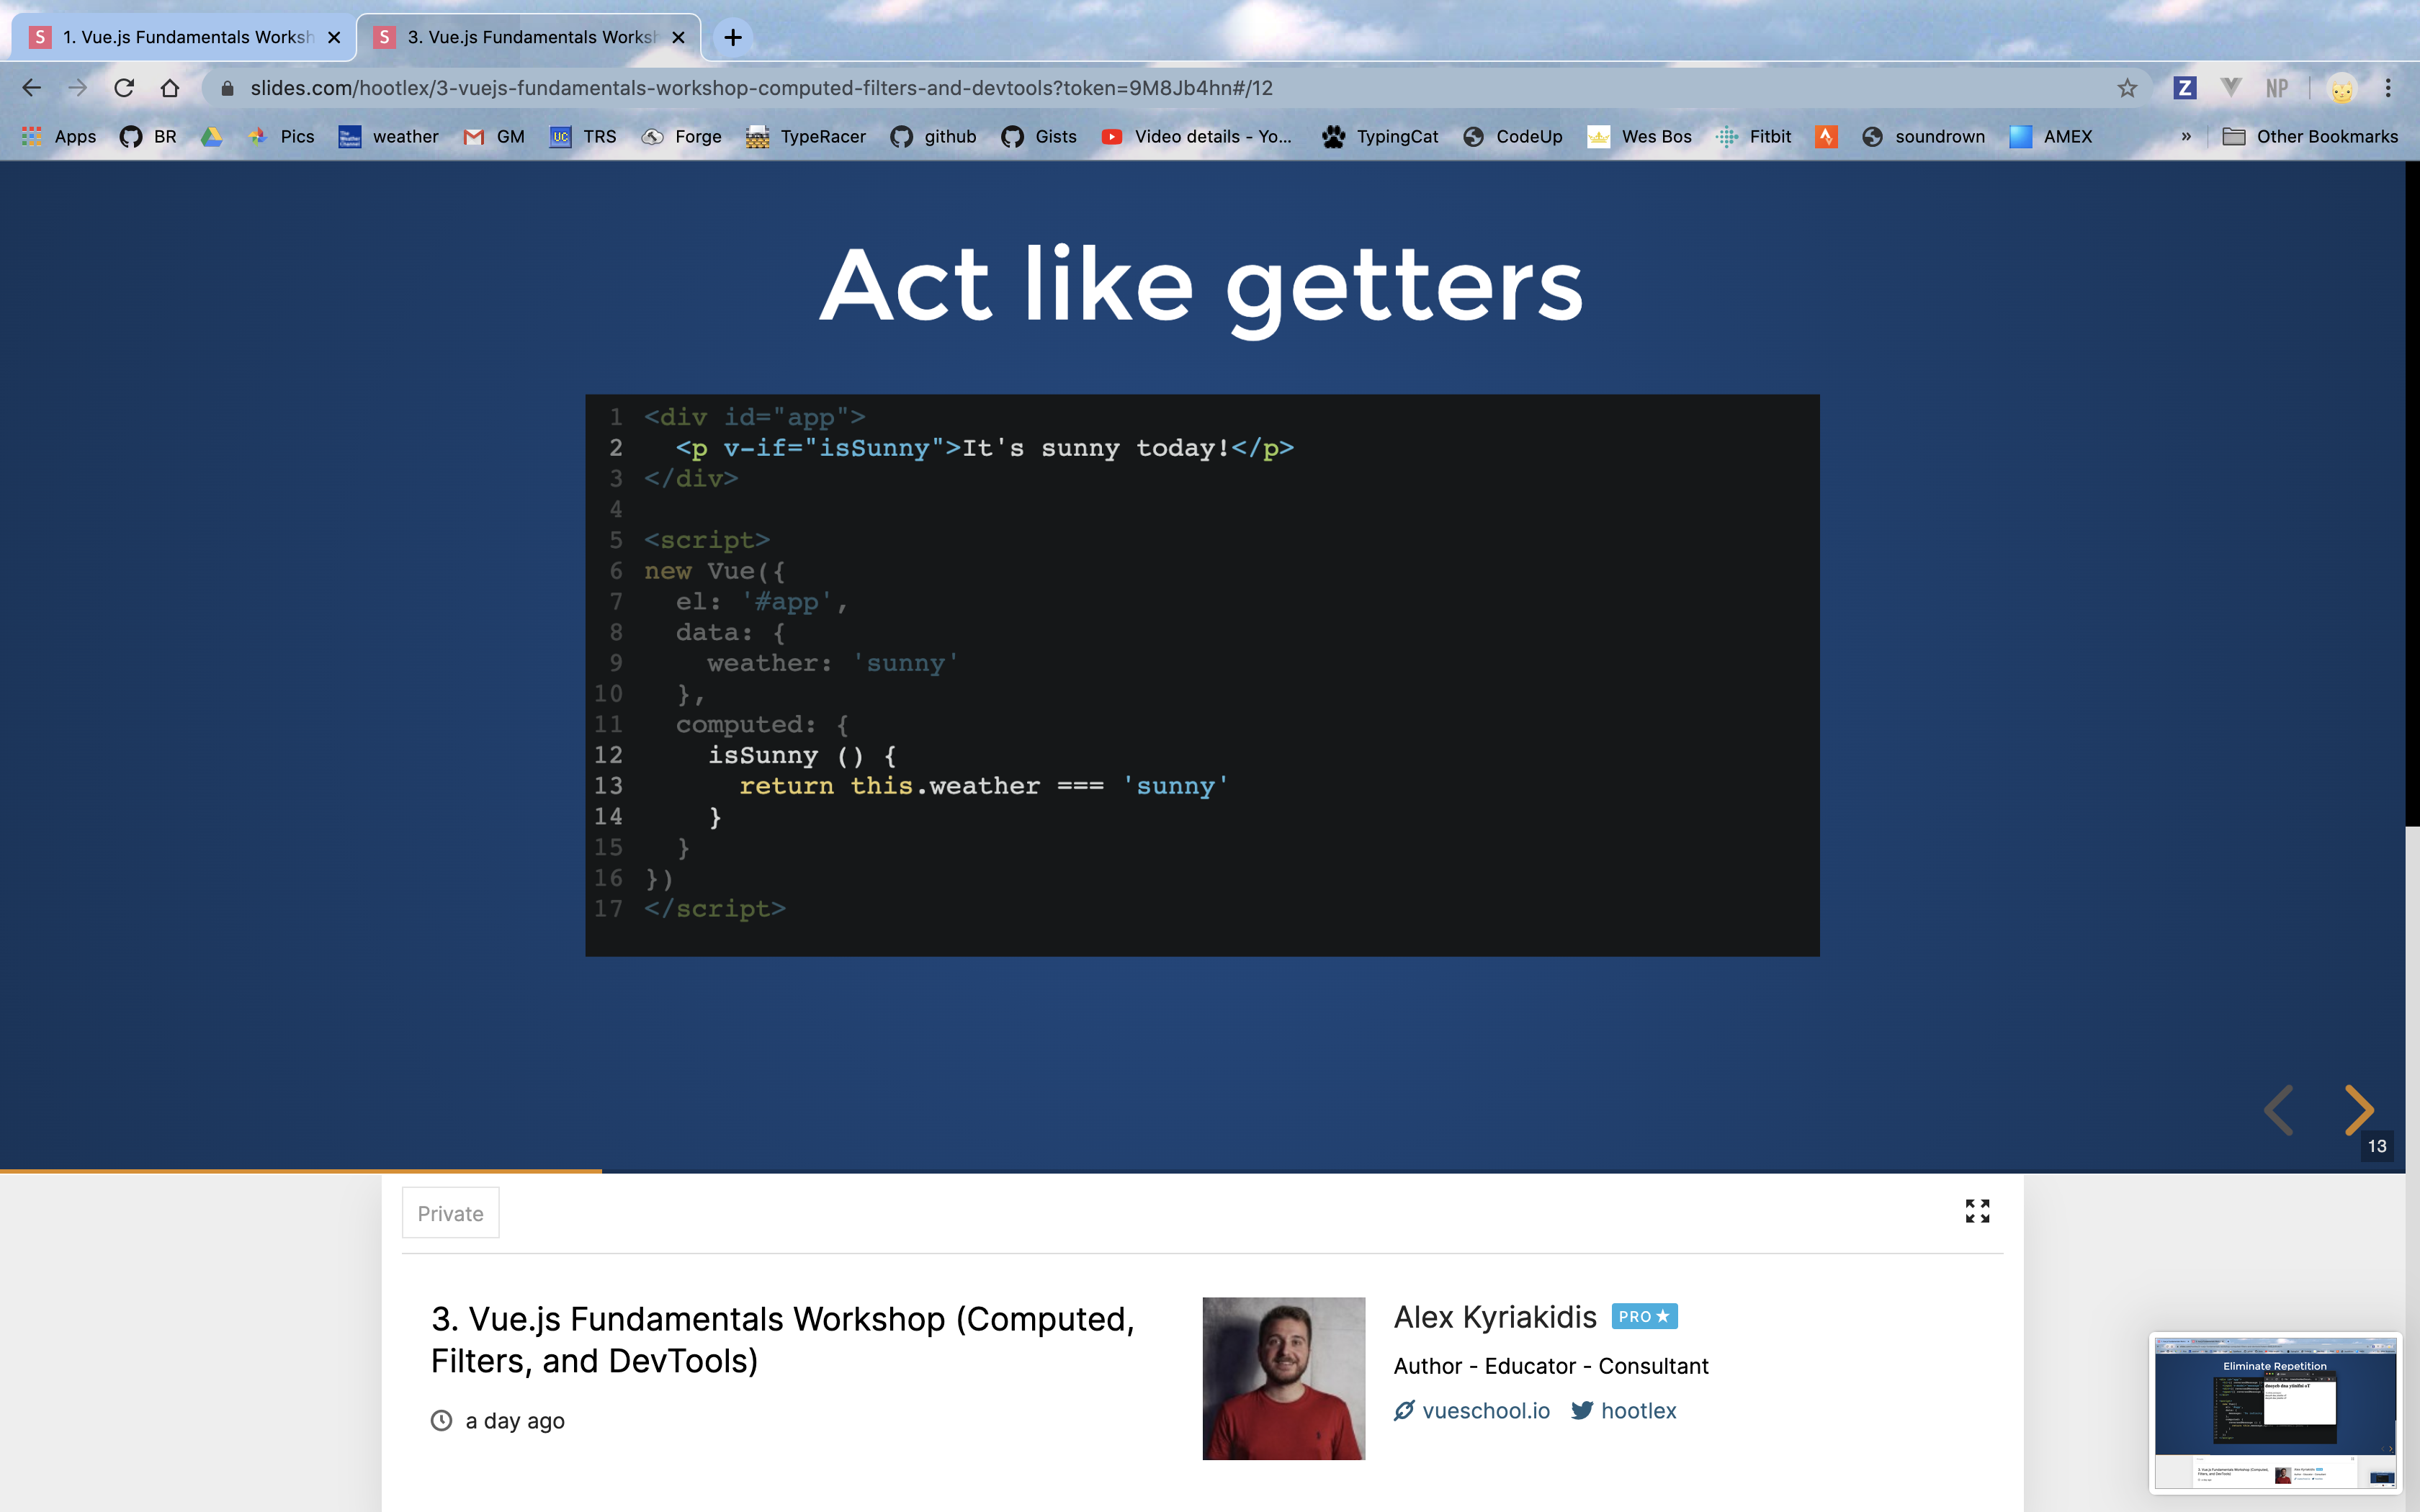 1. Vue.js Fundamentals Worksh
3. Vue.js Fundamentals Works
slides.com/hootlex/3-vuejs-fundamentals-workshop-computed-filters-and-devtools?token=9M8Jb4hn#/12
Apps BR Pics weather GM TRS Forge TypeRacer github Gists Video details - Yo... TypingCat CodeUp Wes Bos Fitbit soundrown AMEX » Other Bookmarks
Act like getters
1 <div id="app">
2 <p v-if="isSunny">It's sunny today!</p>
3 </div>
4
5 <script>
6 new Vue({
7 el: '#app',
8 data: {
9 weather: 'sunny'
10 },
11 computed: {
12 isSunny () {
13 return this.weather === 'sunny'
14 }
15 }
16 })
17 </script>
13
Private
3. Vue.js Fundamentals Workshop (Computed,
Filters, and DevTools)
a day ago
Alex Kyriakidis PRO
Author - Educator - Consultant
vueschool.io hootlex
Eliminate Repetition